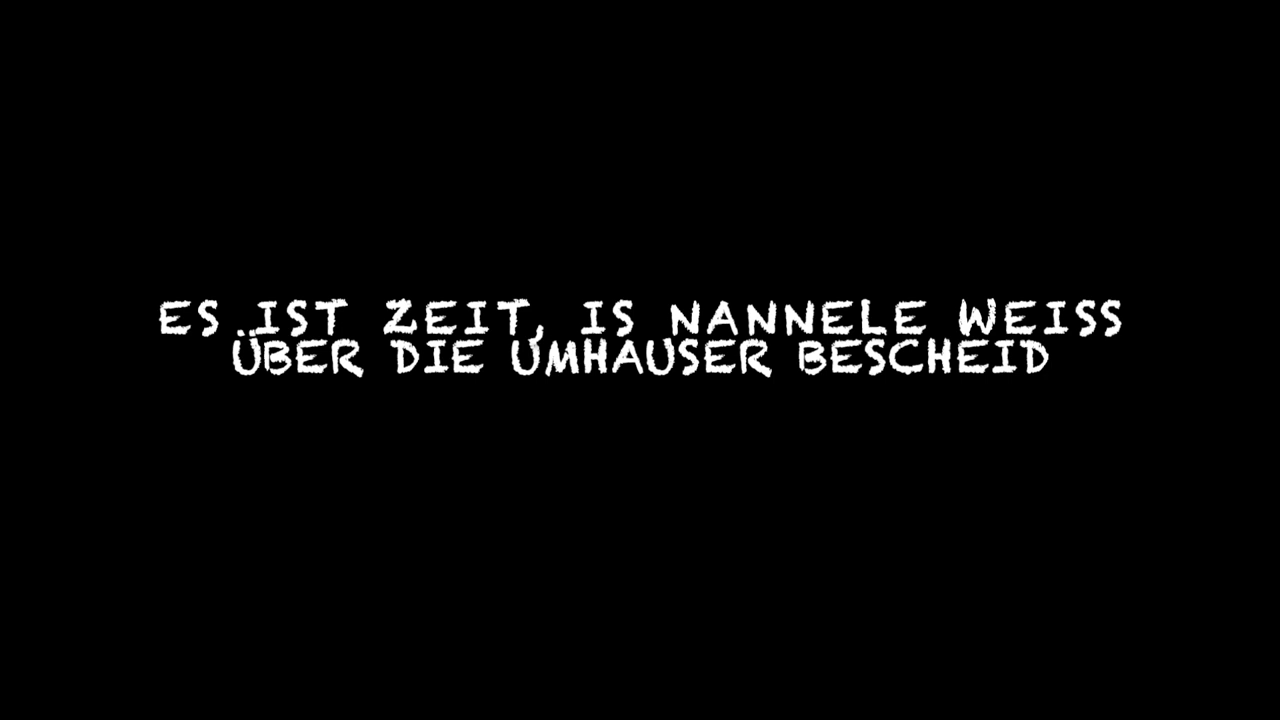 ES IST ZEIT, IS NANNELE WEISS
ÜBER DIE UMHAUSER BESCHEID